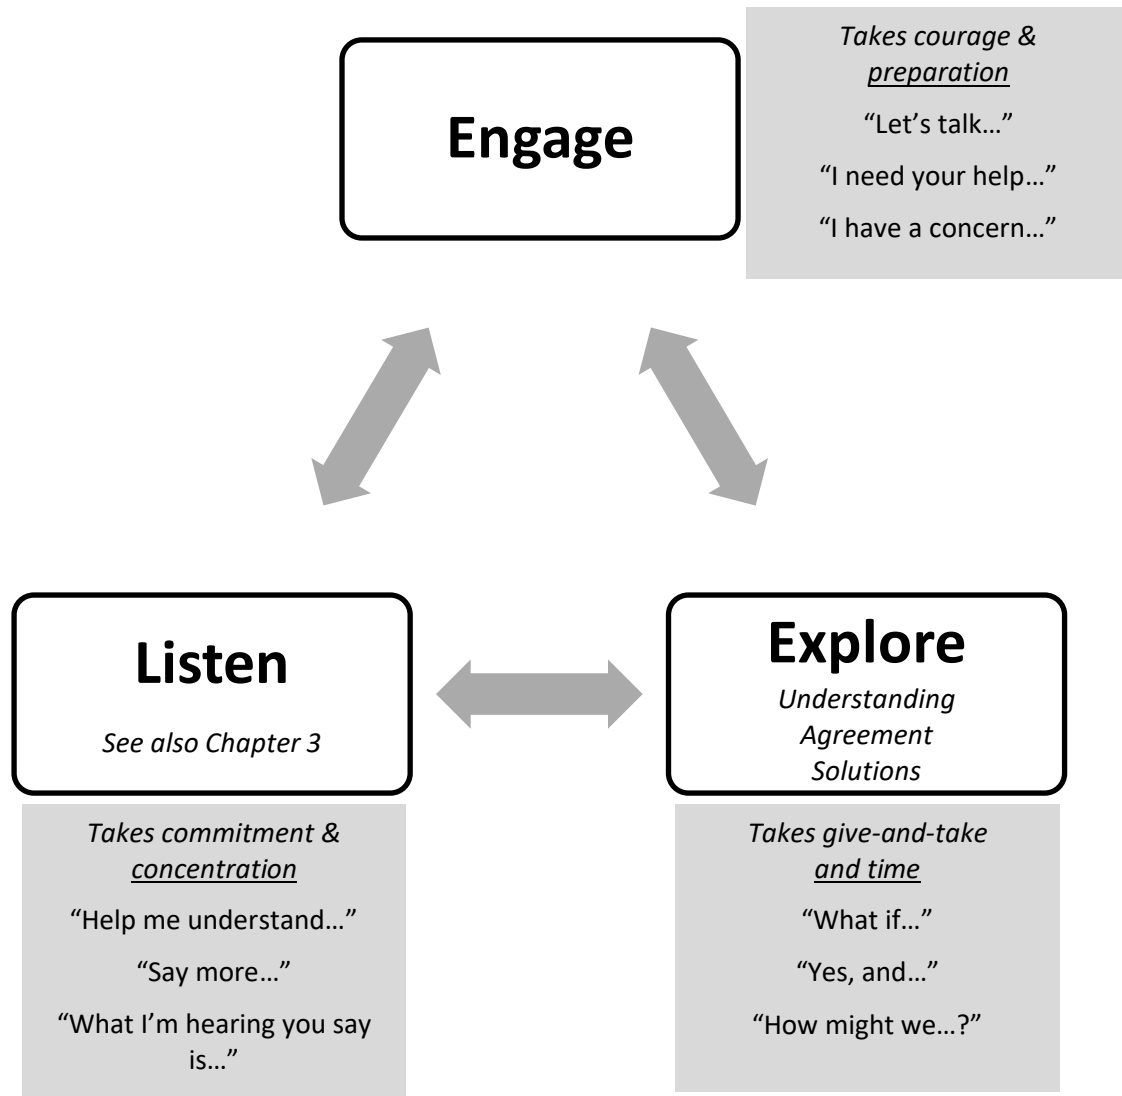 Engage
Takes courage &
preparation
“Let’s talk…”
“I need your help…”
“I have a concern…”
Listen
See also Chapter 3
Takes commitment &
concentration
“Help me understand…”
“Say more…”
“What I’m hearing you say
is…”
Explore
Understanding
Agreement
Solutions
Takes give-and-take
and time
“What if…”
“Yes, and…”
“How might we…?”